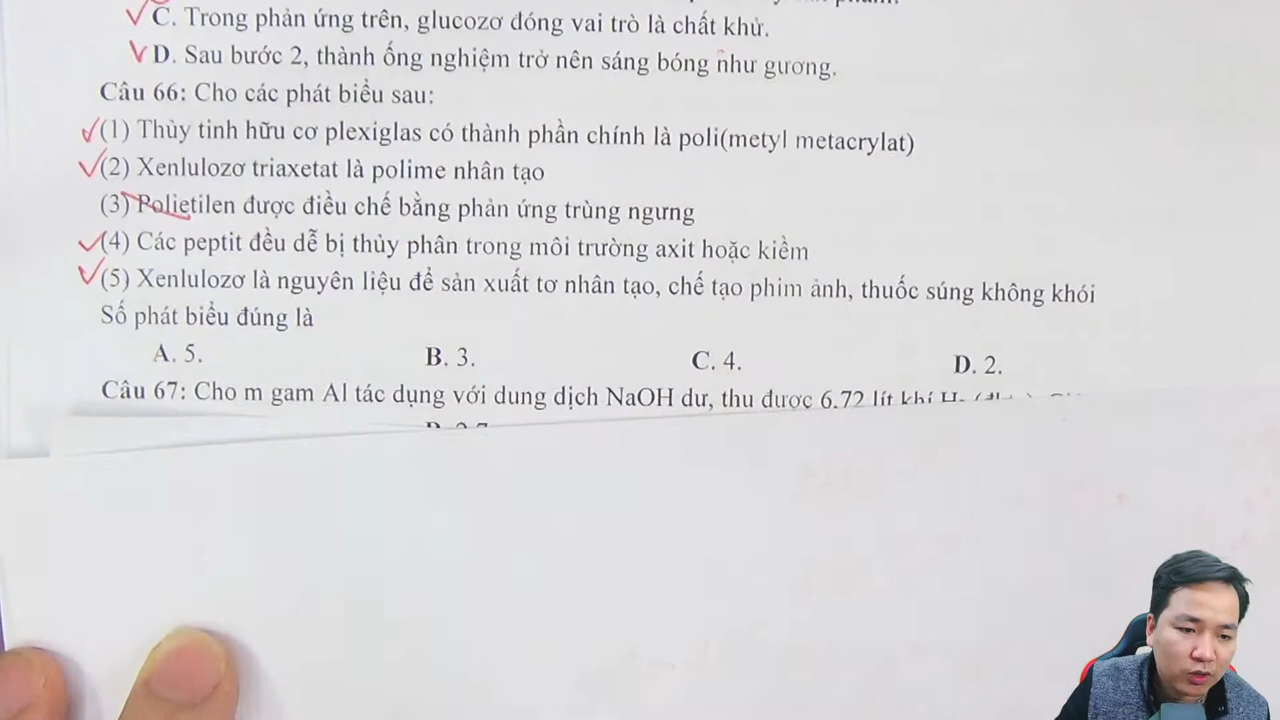 C. Trong phản ứng trên, glucozơ đóng vai trò là chất khử.
D. Sau bước 2, thành ống nghiệm trở nên sáng bóng như gương.
Câu 66: Cho các phát biểu sau:
(1) Thủy tinh hữu cơ plexiglas có thành phần chính là poli(metyl metacrylat)
(2) Xenlulozơ triaxetat là polime nhân tạo
(3) Polietilen được điều chế bằng phản ứng trùng ngưng
(4) Các peptit đều dễ bị thủy phân trong môi trường axit hoặc kiềm
(5) Xenlulozơ là nguyên liệu để sản xuất tơ nhân tạo, chế tạo phim ảnh, thuốc súng không khói
Số phát biểu đúng là
A. 5. B. 3. C. 4. D. 2.
Câu 67: Cho m gam Al tác dụng với dung dịch NaOH dư, thu được 6,72 lít khí